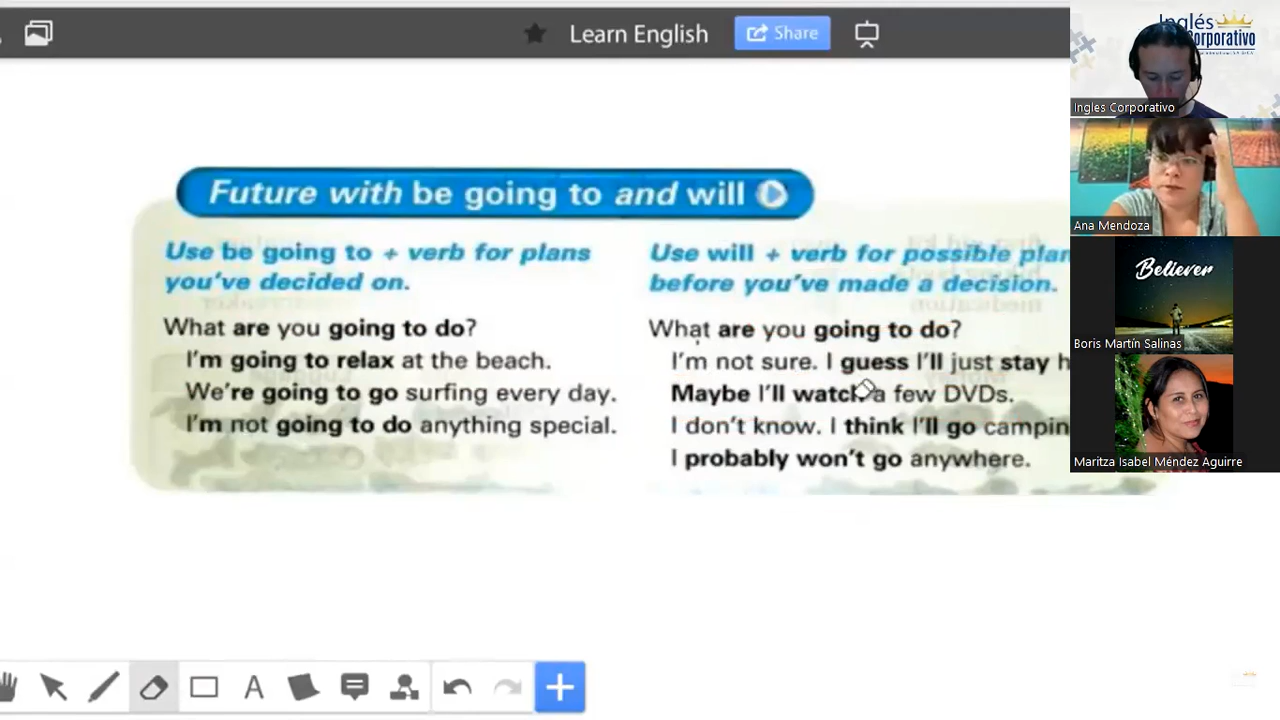 Learn English
Share
Future with be going to and will
Use be going to + verb for plans
you've decided on.
What are you going to do?
I'm going to relax at the beach.
We're going to go surfing every day.
I'm not going to do anything special.
Use will + verb for possible plan
before you've made a decision.
What are you going to do?
I'm not sure. I guess I'll just stay h
Maybe I'll watch a few DVDs.
I don't know. I think I'll go campin
I probably won't go anywhere.
A
Inglés
Corporativo
Ingles Corporativo
Ana Mendoza
Believer
Boris Martín Salinas
Maritza Isabel Méndez Aguirre